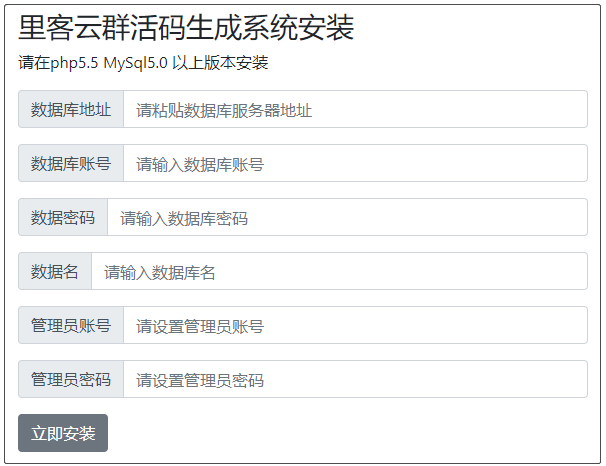 里客云群活码生成系统安装
请在php5.5 MySql5.0 以上版本安装
数据库地址 请粘贴数据库服务器地址
数据库账号 请输入数据库账号
数据密码 请输入数据库密码
数据名 请输入数据库名
管理员账号 请设置管理员账号
管理员密码 请设置管理员密码
立即安装